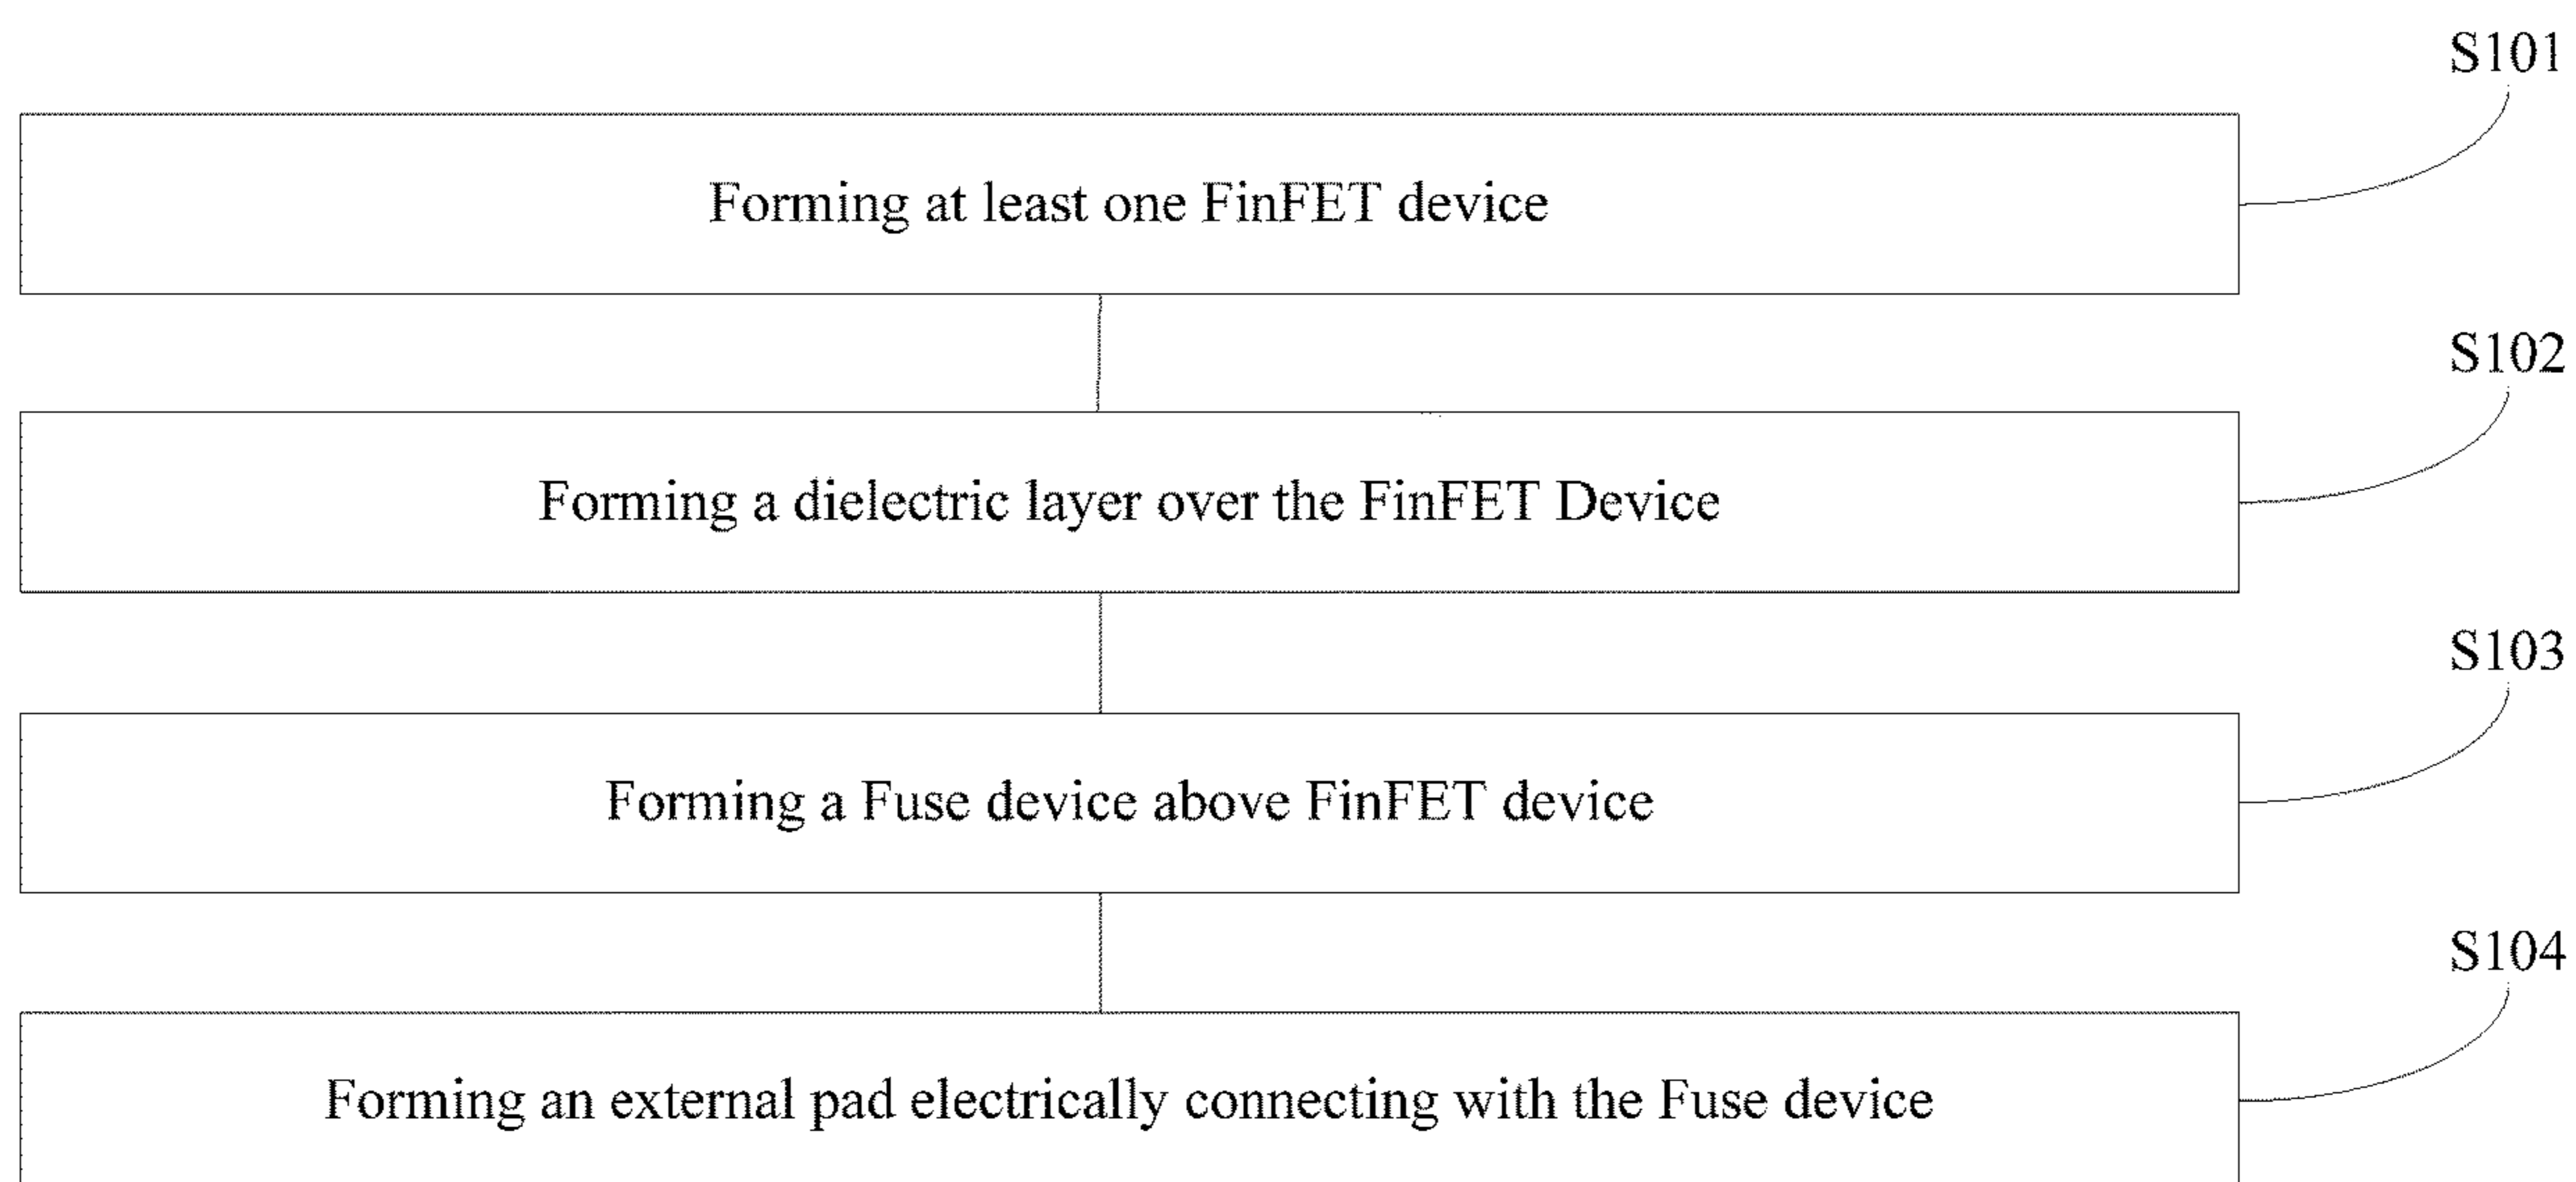 S101
Forming at least one FinFET device
S102
Forming a dielectric layer over the FinFET Device
S103
Forming a Fuse device above FinFET device
S104
Forming an external pad electrically connecting with the Fuse device